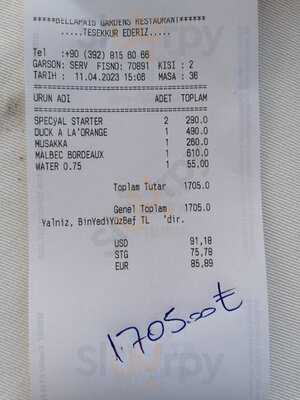 *****BELLAPAIS GARDENS RESTAURANT******
.....TESEKKUR EDERIZ.....
Tel :+90 (392) 815 60 66
GARSON: SERV FISNO: 70891 KISI : 2
TARIH : 11.04.2023 15:08 MASA : 36
URUN ADI ADET TOPLAM
SPECYAL STARTER 2 290.0
DUCK A LA'ORANGE 1 490.0
MUSAKKA 1 260.0
MALBEC BORDEAUX 1 610.0
WATER 0.75 1 55,00
Toplam Tutar 1705.0
Genel Toplam 1705.0
Yalniz, BinYediYüzBef TL 'dir.
USD 91,18
STG 75,78
EUR 85,89
1.705.00₺
Sluurpy